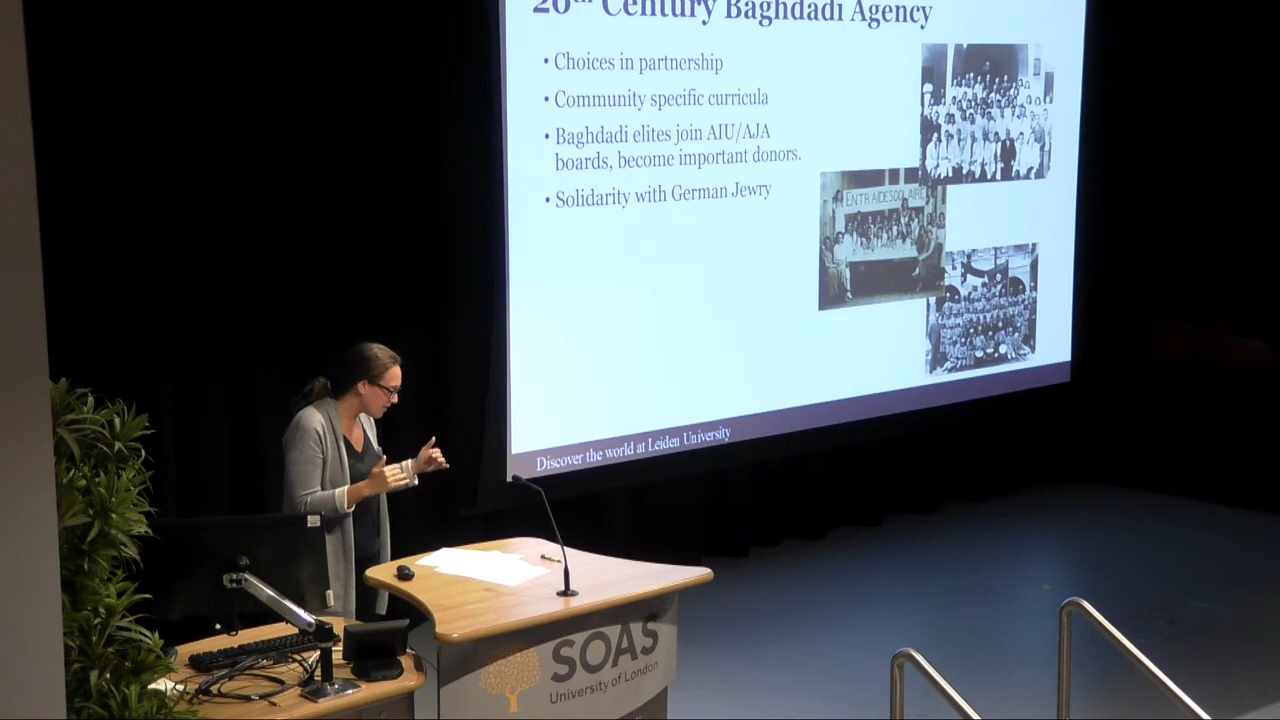 20th Century Baghdadi Agency
• Choices in partnership
• Community specific curricula
• Baghdadi elites join AIU/AJA
boards, become important donors.
• Solidarity with German Jewry
ENTRAIDESCOLAIRE
Discover the world at Leiden University
SOAS
University of London